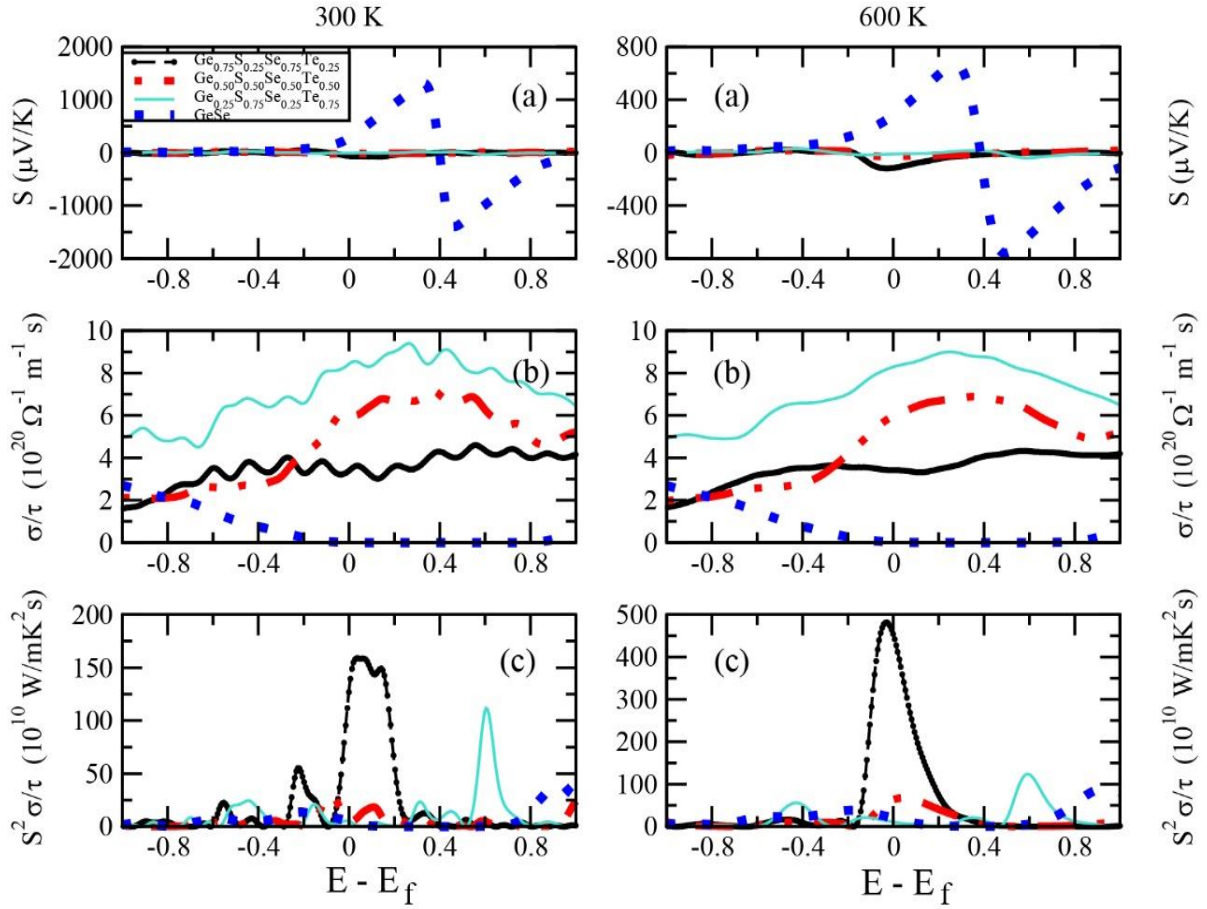 300 K 600 K
2000
1000
0
-1000
-2000
S (μV/K)
Ge0.75S0.25Se0.75Te0.25
Ge0.50S0.50Se0.50Te0.50
Ge0.25S0.75Se0.25Te0.75
GeSe
(a)
-0.8 -0.4 0 0.4 0.8
800
400
0
-400
-800
(a)
S (μV/K)
-0.8 -0.4 0 0.4 0.8
10
8
6
4
2
0
σ/τ (10^20 Ω^-1 m^-1 s)
(b)
-0.8 -0.4 0 0.4 0.8
10
8
6
4
2
0
(b)
σ/τ (10^20 Ω^-1 m^-1 s)
-0.8 -0.4 0 0.4 0.8
200
150
100
50
0
S^2 σ/τ (10^10 W/mK^2 s)
(c)
-0.8 -0.4 0 0.4 0.8
E - Ef
500
400
300
200
100
0
(c)
S^2 σ/τ (10^10 W/mK^2 s)
-0.8 -0.4 0 0.4 0.8
E - Ef